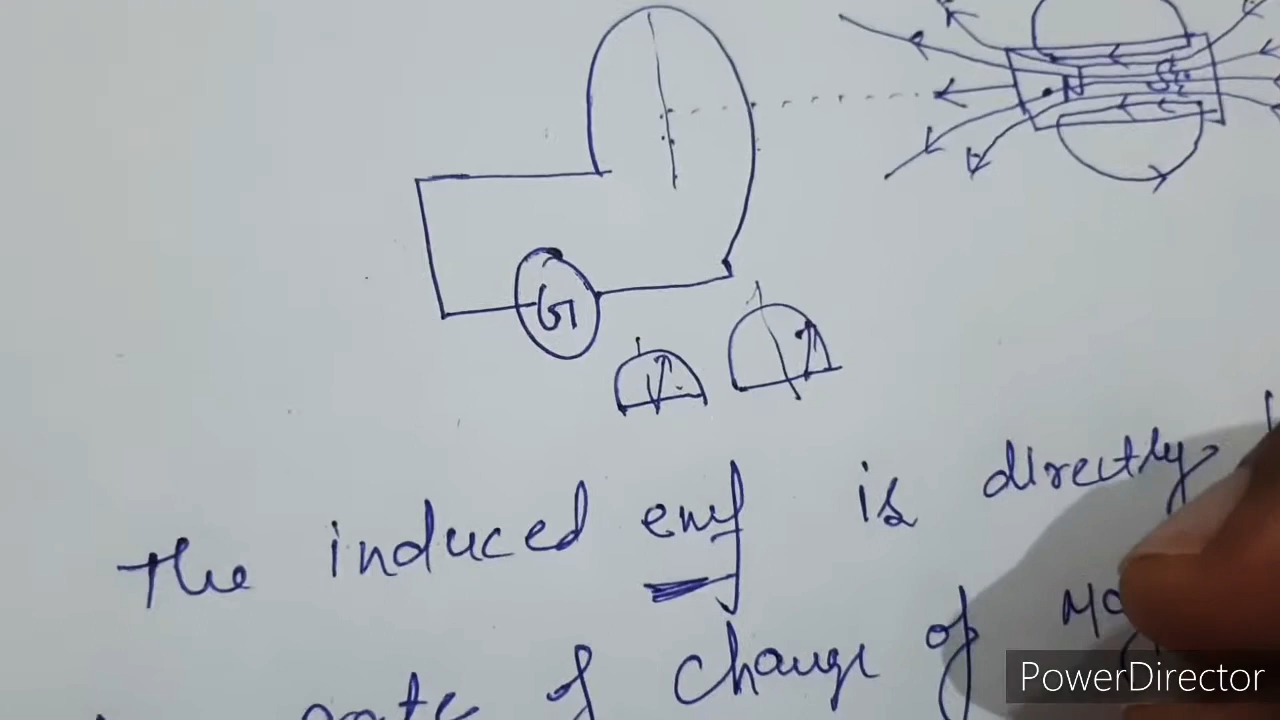 N S
G
The induced emf is directly
rate of change of
PowerDirector